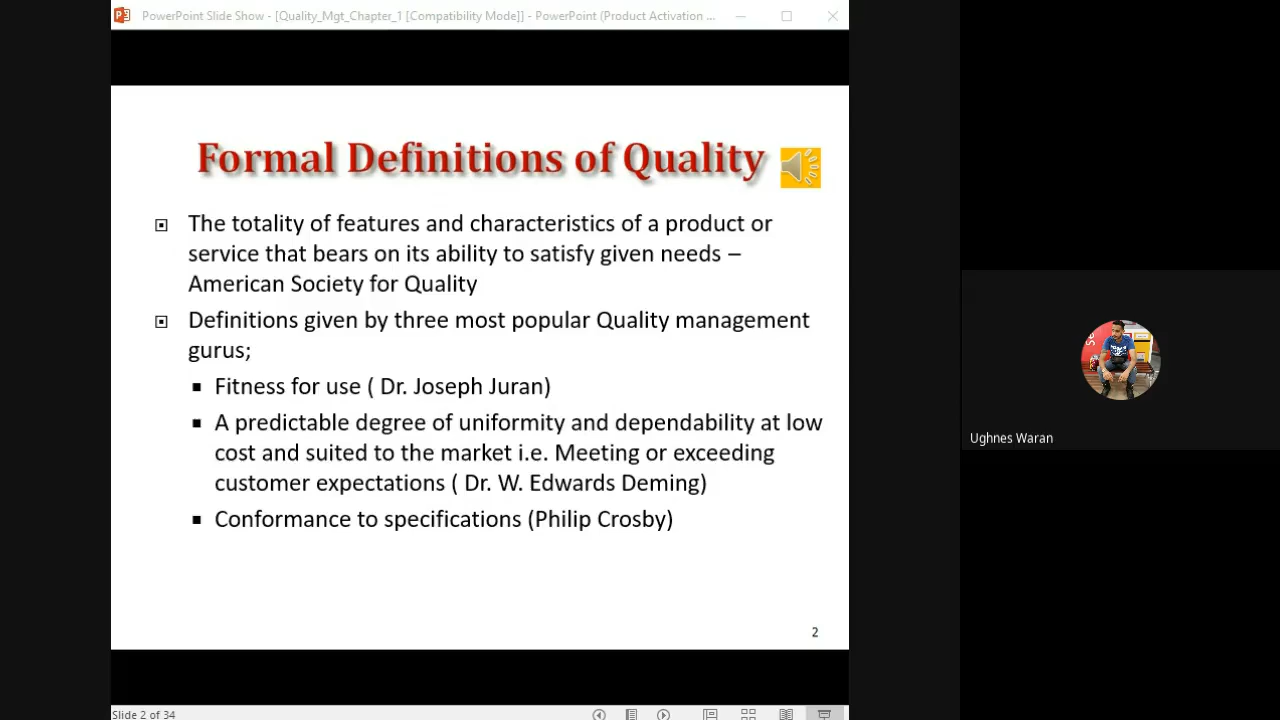 PowerPoint Slide Show - [Quality_Mgt_Chapter_1 [Compatibility Mode]] - PowerPoint (Product Activation ...
Formal Definitions of Quality
The totality of features and characteristics of a product or
service that bears on its ability to satisfy given needs –
American Society for Quality
Definitions given by three most popular Quality management
gurus;
Fitness for use ( Dr. Joseph Juran)
A predictable degree of uniformity and dependability at low
cost and suited to the market i.e. Meeting or exceeding
customer expectations ( Dr. W. Edwards Deming)
Conformance to specifications (Philip Crosby)
2
Slide 2 of 34
Ughnes Waran